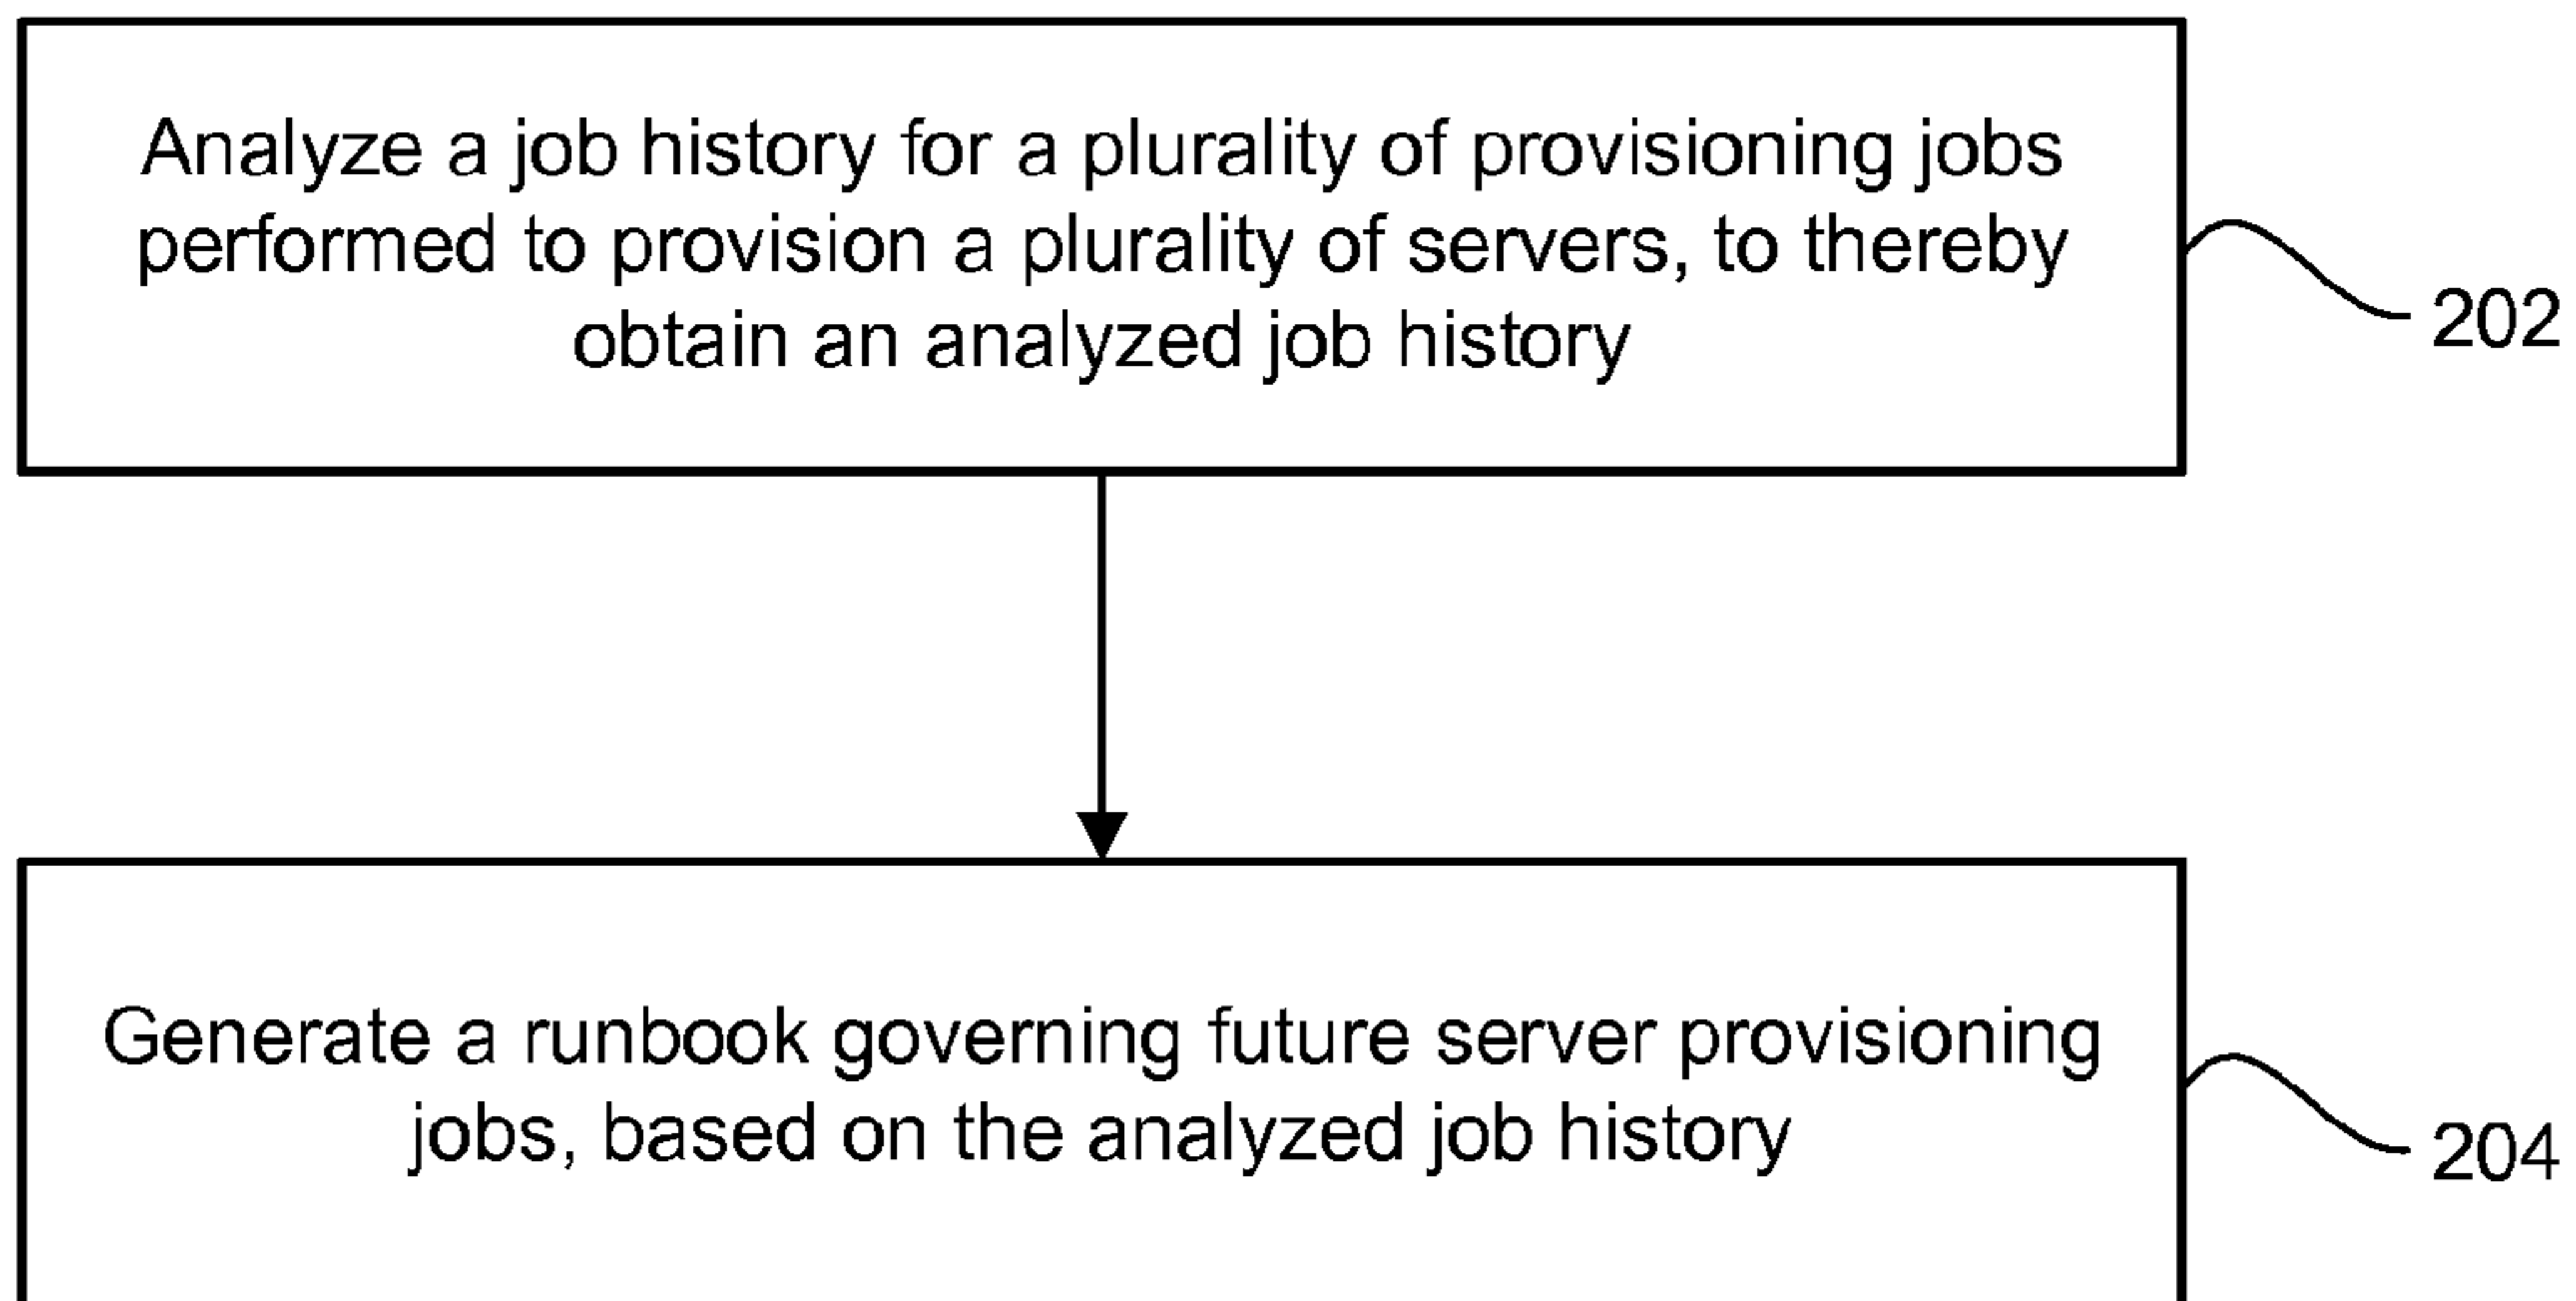 Analyze a job history for a plurality of provisioning jobs
performed to provision a plurality of servers, to thereby
obtain an analyzed job history
202
Generate a runbook governing future server provisioning
jobs, based on the analyzed job history
204